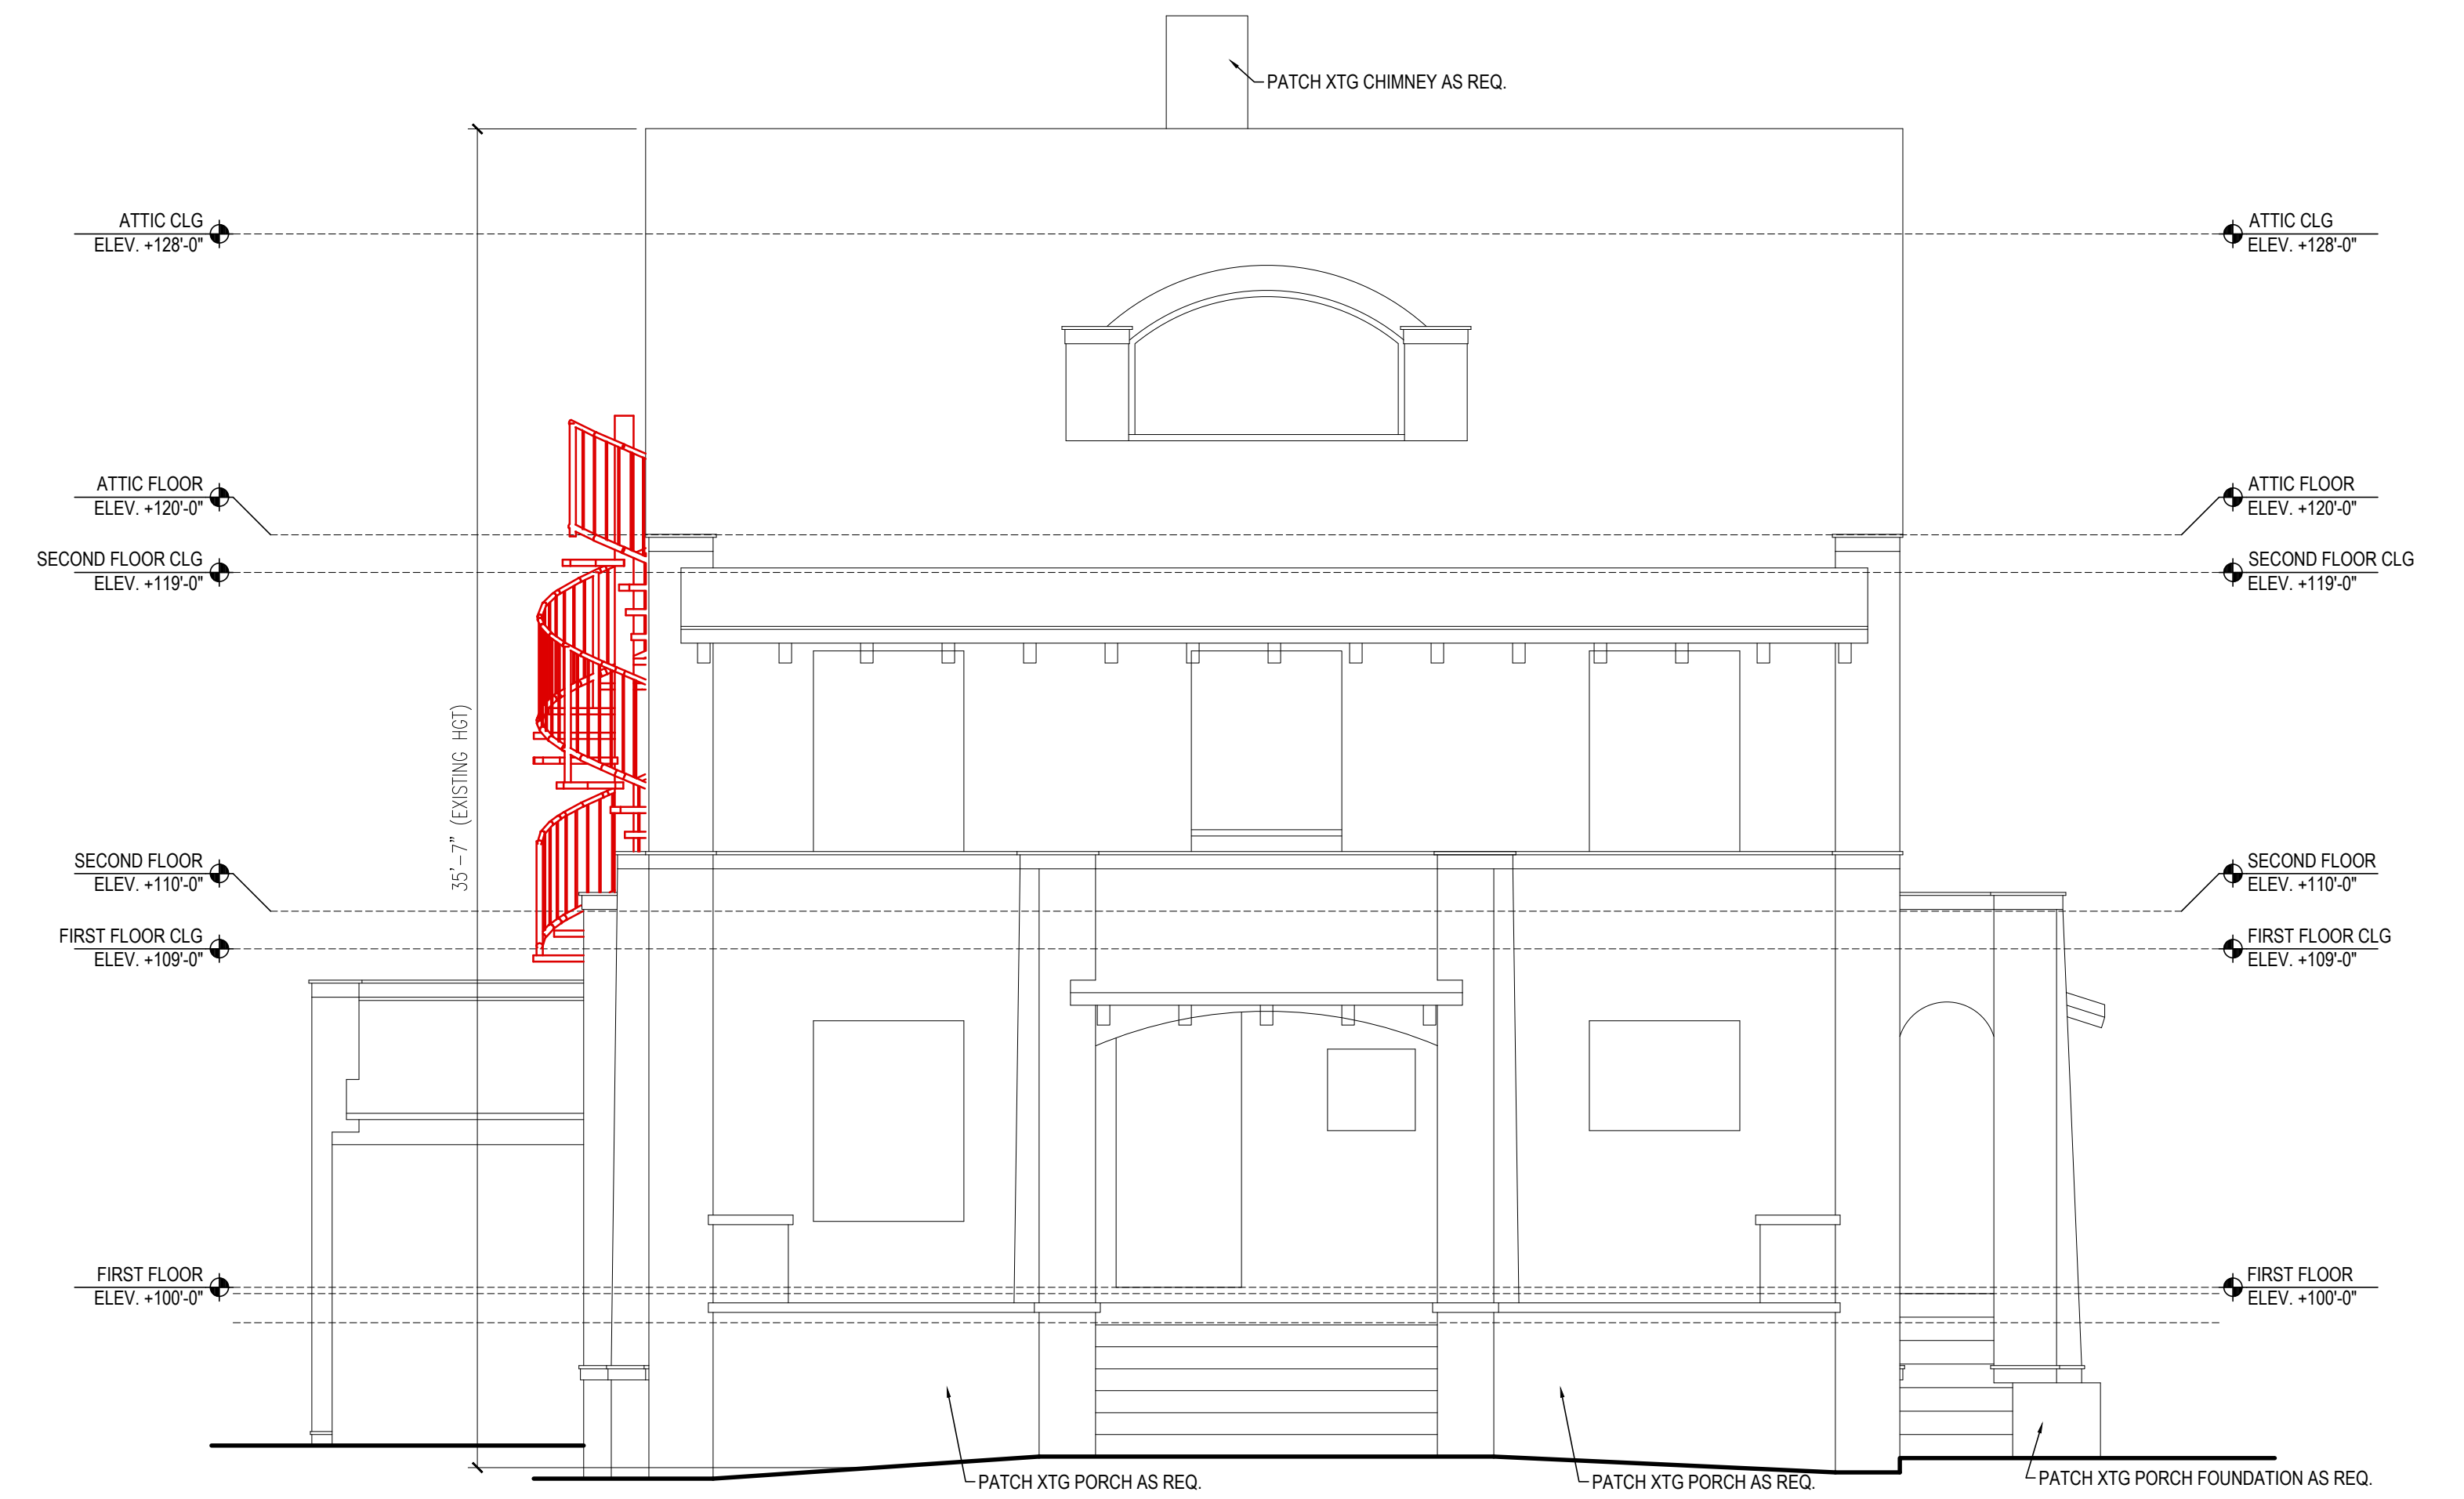 PATCH XTG CHIMNEY AS REQ.
ATTIC CLG
ELEV. +128'-0"
ATTIC CLG
ELEV. +128'-0"
ATTIC FLOOR
ELEV. +120'-0"
ATTIC FLOOR
ELEV. +120'-0"
SECOND FLOOR CLG
ELEV. +119'-0"
SECOND FLOOR CLG
ELEV. +119'-0"
35'-7" (EXISTING HGT)
SECOND FLOOR
ELEV. +110'-0"
SECOND FLOOR
ELEV. +110'-0"
FIRST FLOOR CLG
ELEV. +109'-0"
FIRST FLOOR CLG
ELEV. +109'-0"
FIRST FLOOR
ELEV. +100'-0"
FIRST FLOOR
ELEV. +100'-0"
PATCH XTG PORCH AS REQ.
PATCH XTG PORCH AS REQ.
PATCH XTG PORCH FOUNDATION AS REQ.